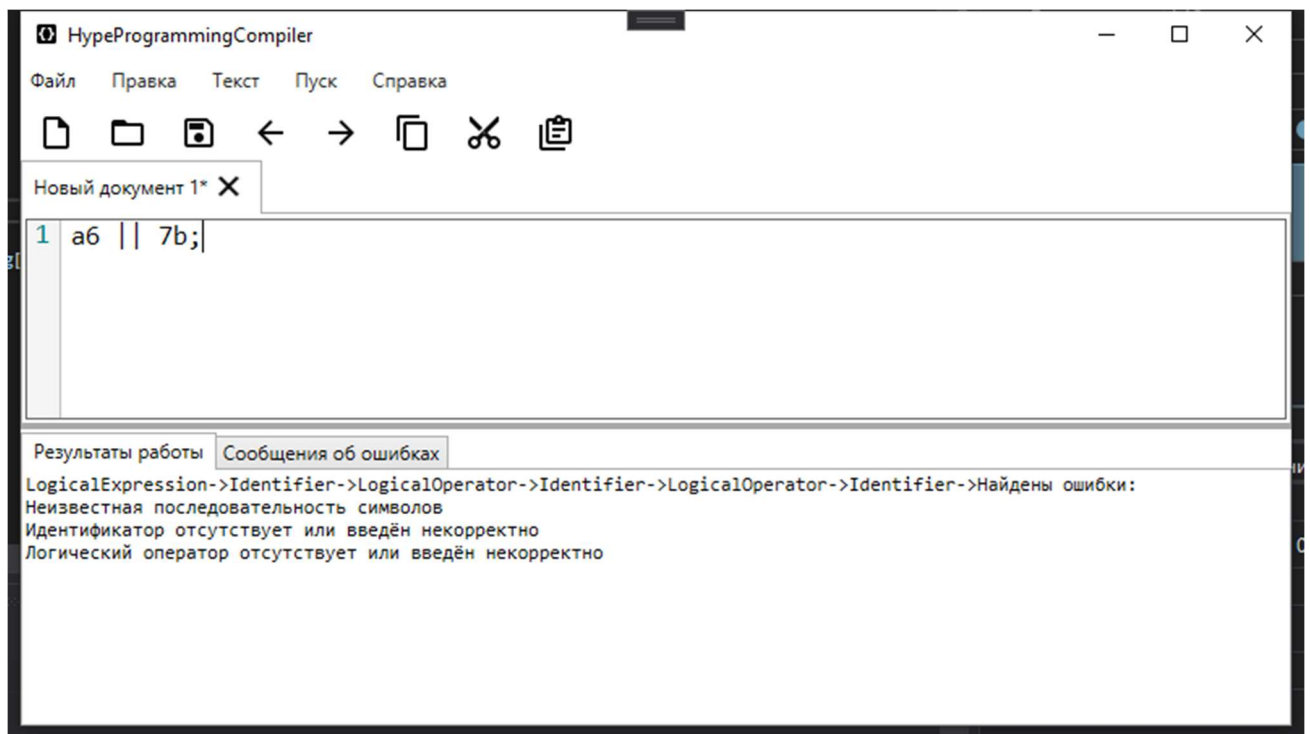 HypeProgrammingCompiler
Файл Правка Текст Пуск Справка
Новый документ 1*
1 a6 || 7b;
Результаты работы Сообщения об ошибках
LogicalExpression->Identifier->LogicalOperator->Identifier->LogicalOperator->Identifier->Найдены ошибки:
Неизвестная последовательность символов
Идентификатор отсутствует или введён некорректно
Логический оператор отсутствует или введён некорректно